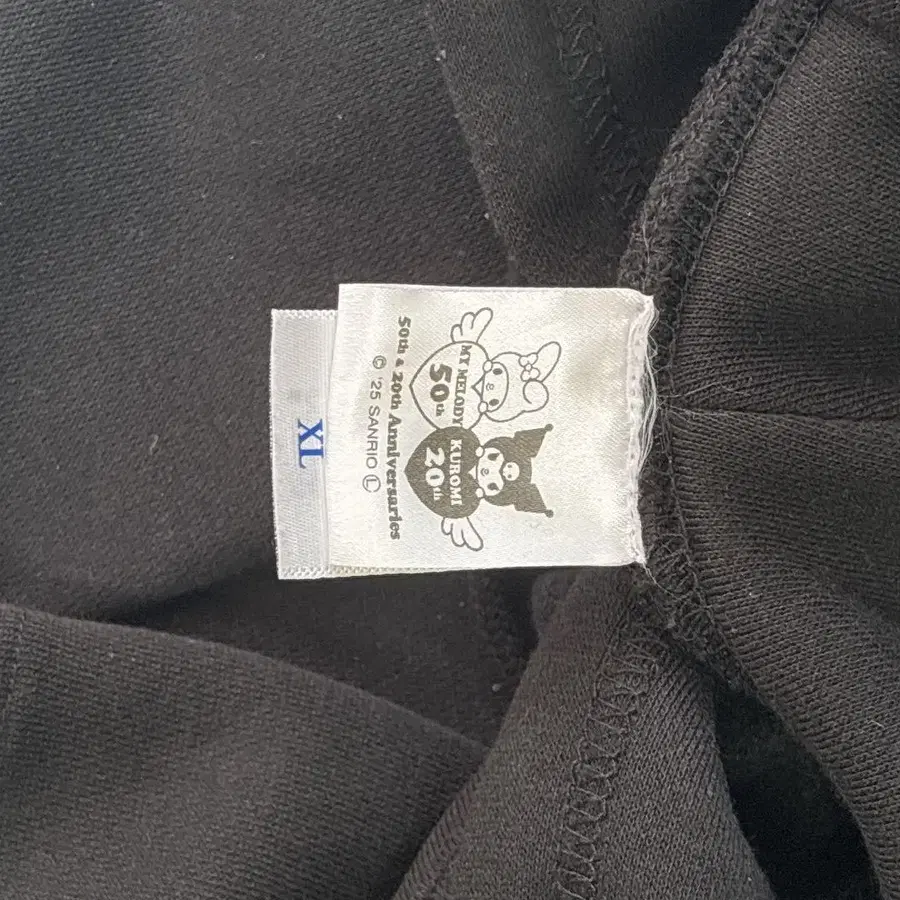 MY MELODY
50th
KUROMI
20th
50th & 20th Anniversaries
© '25 SANRIO Ⓛ
XL